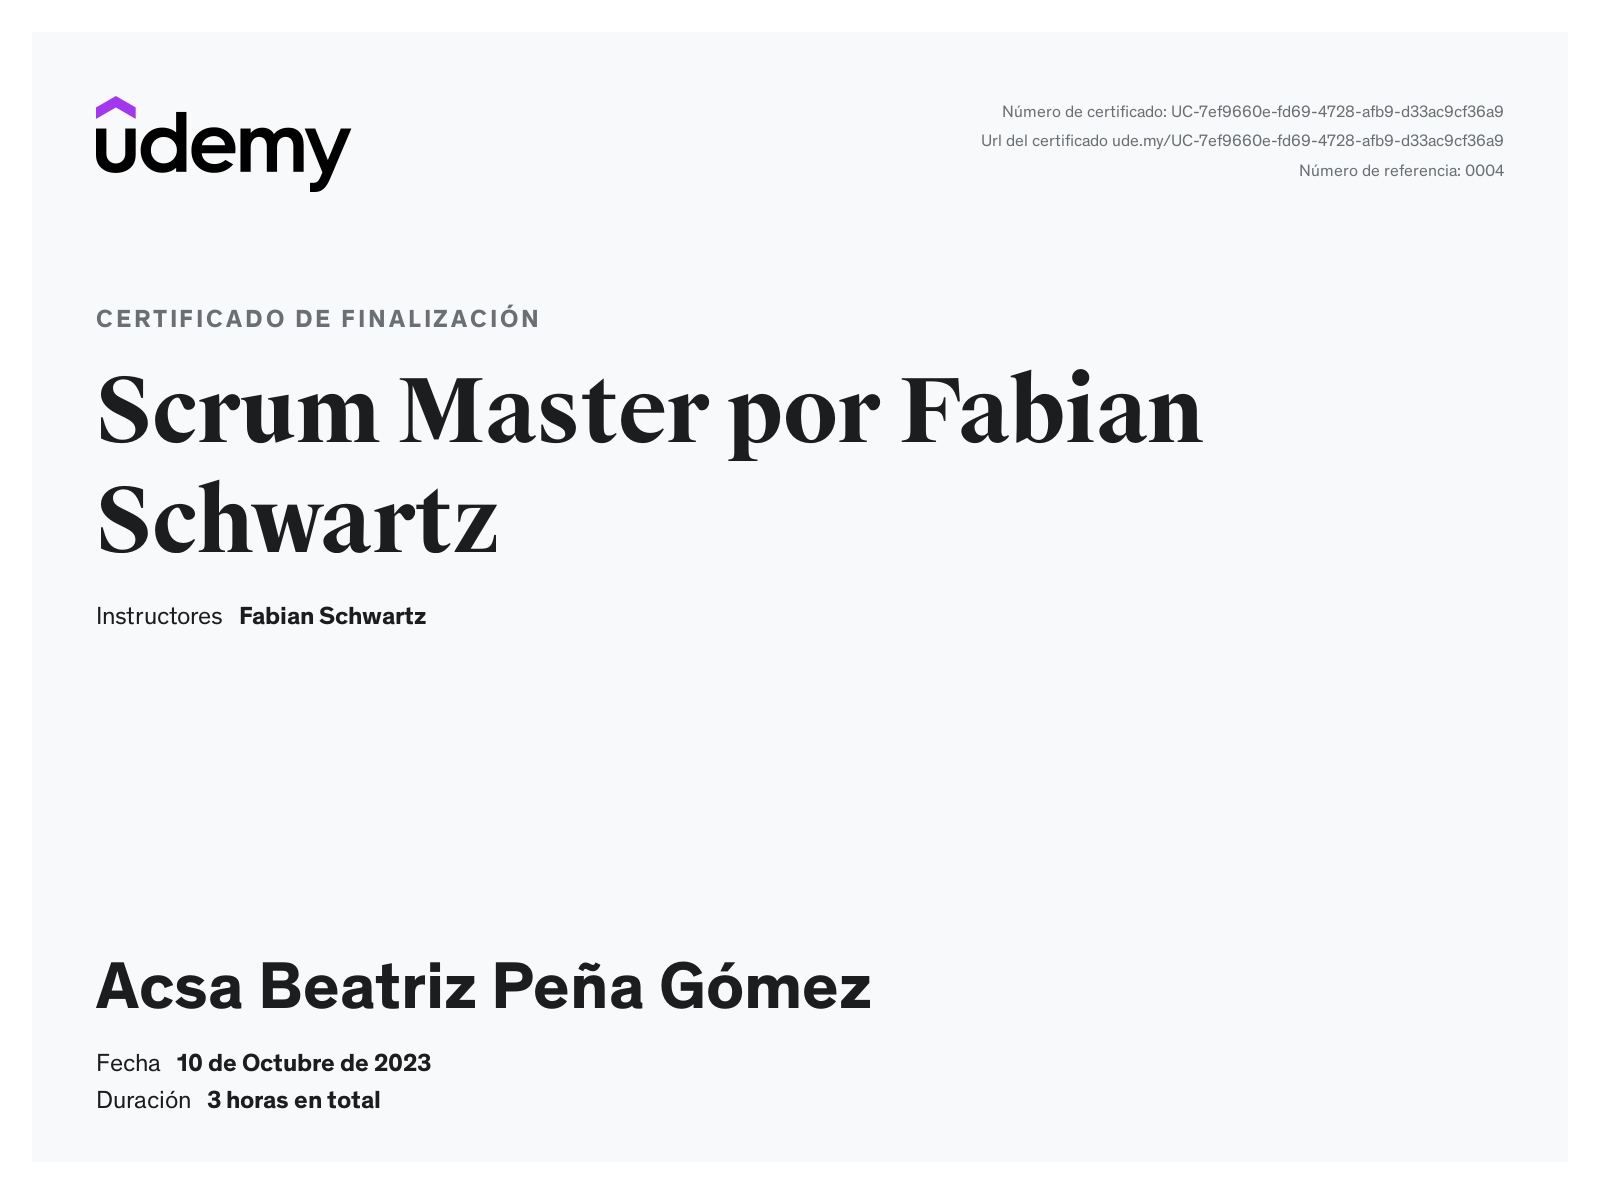 udemy
Número de certificado: UC-7ef9660e-fd69-4728-afb9-d33ac9cf36a9
Url del certificado ude.my/UC-7ef9660e-fd69-4728-afb9-d33ac9cf36a9
Número de referencia: 0004
CERTIFICADO DE FINALIZACIÓN
Scrum Master por Fabian
Schwartz
Instructores Fabian Schwartz
Acsa Beatriz Peña Gómez
Fecha 10 de Octubre de 2023
Duración 3 horas en total